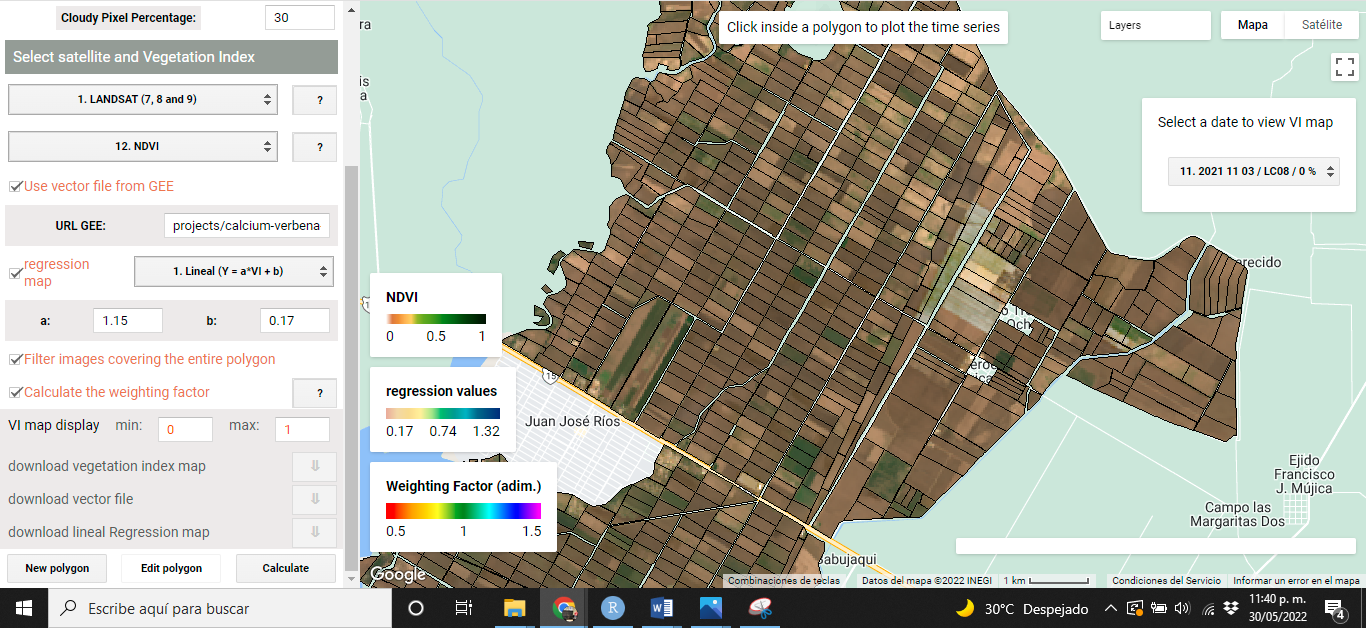 Cloudy Pixel Percentage:
30
Select satellite and Vegetation Index
1. LANDSAT (7, 8 and 9)
?
12. NDVI
?
Use vector file from GEE
URL GEE:
projects/calcium-verbena
regression
map
1. Lineal (Y = a*VI + b)
a:
1.15
b:
0.17
Filter images covering the entire polygon
Calculate the weighting factor
?
VI map display
min:
0
max:
1
download vegetation index map
download vector file
download lineal Regression map
New polygon
Edit polygon
Calculate
Click inside a polygon to plot the time series
Layers
Mapa
Satélite
Select a date to view VI map
11. 2021 11 03 / LC08 / 0 %
NDVI
0 0.5 1
regression values
0.17 0.74 1.32
Weighting Factor (adim.)
0.5 1 1.5
15
Juan José Ríos
Ejido
Francisco
J. Mújica
Campo las
Margaritas Dos
Google
Combinaciones de teclas
Datos del mapa ©2022 INEGI
1 km
Condiciones del Servicio
Informar un error en el mapa
Escribe aquí para buscar
R
W
30°C Despejado
11:40 p. m.
30/05/2022
4